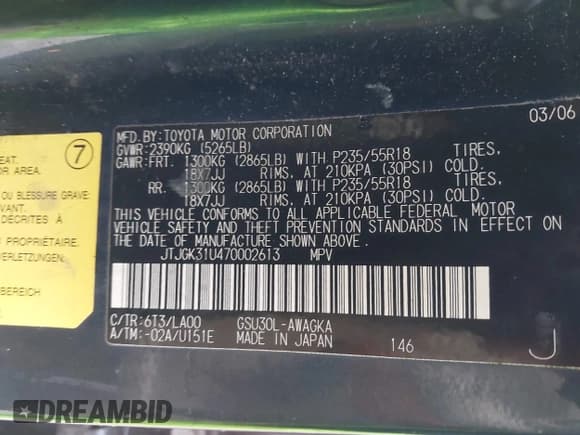 03/06
MFD.BY:TOYOTA MOTOR CORPORATION
GVWR:2390KG (5265LB)
GAWR:FRT. 1300KG (2865LB) WITH P235/55R18 TIRES,
18X7JJ RIMS, AT 210KPA (30PSI) COLD.
RR. 1300KG (2865LB) WITH P235/55R18 TIRES,
18X7JJ RIMS, AT 210KPA (30PSI) COLD.
THIS VEHICLE CONFORMS TO ALL APPLICABLE FEDERAL MOTOR
VEHICLE SAFETY AND THEFT PREVENTION STANDARDS IN EFFECT ON
THE DATE OF MANUFACTURE SHOWN ABOVE.
JTJGK31U470002613 MPV
C/TR:6T3/LA00 GSU30L-AWAGKA
A/TM:-02A/U151E MADE IN JAPAN 146 J
7
EAT.
OR AREA.
OU BLESSURE GRAVE:
AVANT.
DÉCRITES À
PROPRIÉTAIRE
VERLETZUNGEN.
BEREICH
DREAMBID